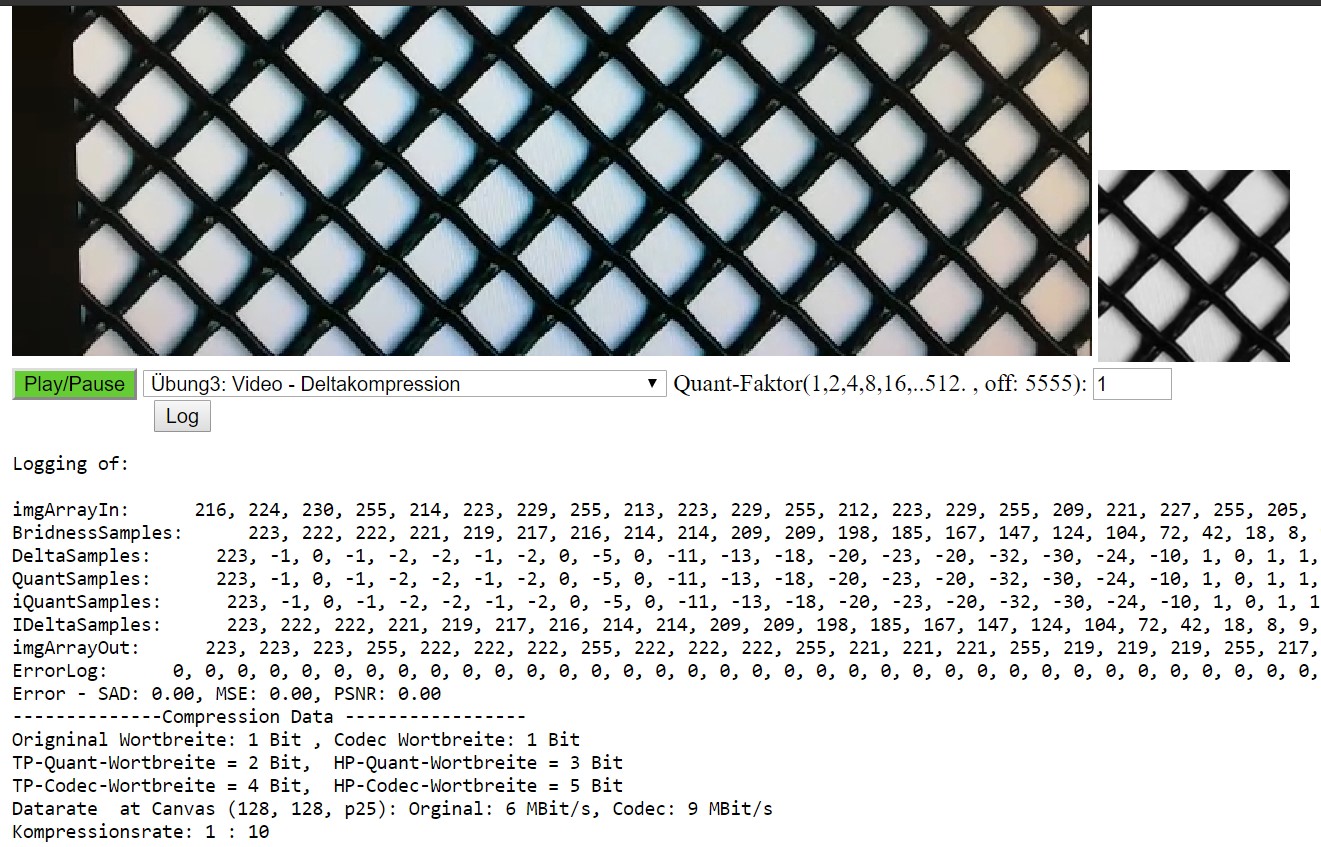 Play/Pause Übung3: Video - Deltakompression Quant-Faktor(1,2,4,8,16,..512. , off: 5555): 1
Log
Logging of:
imgArrayIn: 216, 224, 230, 255, 214, 223, 229, 255, 213, 223, 229, 255, 212, 223, 229, 255, 209, 221, 227, 255, 205,
BridnessSamples: 223, 222, 222, 221, 219, 217, 216, 214, 214, 209, 209, 198, 185, 167, 147, 124, 104, 72, 42, 18, 8,
DeltaSamples: 223, -1, 0, -1, -2, -2, -1, -2, 0, -5, 0, -11, -13, -18, -20, -23, -20, -32, -30, -24, -10, 1, 0, 1, 1,
QuantSamples: 223, -1, 0, -1, -2, -2, -1, -2, 0, -5, 0, -11, -13, -18, -20, -23, -20, -32, -30, -24, -10, 1, 0, 1, 1,
iQuantSamples: 223, -1, 0, -1, -2, -2, -1, -2, 0, -5, 0, -11, -13, -18, -20, -23, -20, -32, -30, -24, -10, 1, 0, 1, 1
IDeltaSamples: 223, 222, 222, 221, 219, 217, 216, 214, 214, 209, 209, 198, 185, 167, 147, 124, 104, 72, 42, 18, 8, 9,
imgArrayOut: 223, 223, 223, 255, 222, 222, 222, 255, 222, 222, 222, 255, 221, 221, 221, 255, 219, 219, 219, 255, 217,
ErrorLog: 0, 0, 0, 0, 0, 0, 0, 0, 0, 0, 0, 0, 0, 0, 0, 0, 0, 0, 0, 0, 0, 0, 0, 0, 0, 0, 0, 0, 0, 0, 0, 0, 0, 0, 0, 0,
Error - SAD: 0.00, MSE: 0.00, PSNR: 0.00
--------------Compression Data -----------------
Origninal Wortbreite: 1 Bit , Codec Wortbreite: 1 Bit
TP-Quant-Wortbreite = 2 Bit, HP-Quant-Wortbreite = 3 Bit
TP-Codec-Wortbreite = 4 Bit, HP-Codec-Wortbreite = 5 Bit
Datarate at Canvas (128, 128, p25): Orginal: 6 MBit/s, Codec: 9 MBit/s
Kompressionsrate: 1 : 10